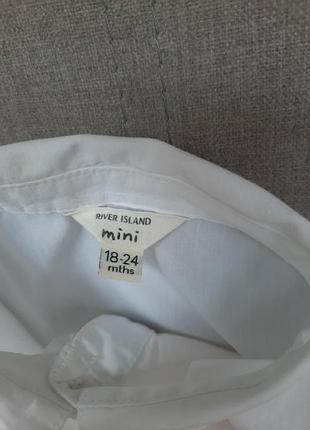 RIVER ISLAND
mini
18-24
mths